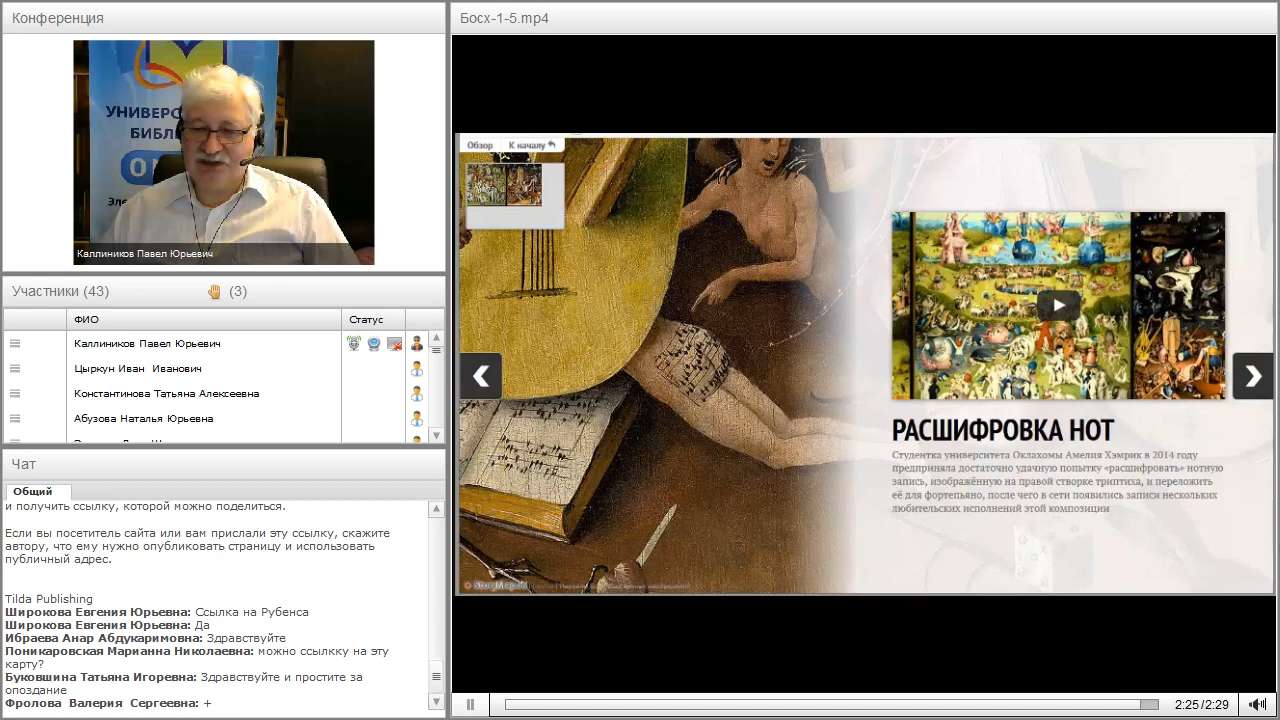 Конференция
УНИВЕРС
БИБЛ
Каллиников Павел Юрьевич
Участники (43)
(3)
ФИО
Статус
Каллиников Павел Юрьевич
Цыркун Иван Иванович
Константинова Татьяна Алексеевна
Абузова Наталья Юрьевна
Чат
Общий
и получить ссылку, которой можно поделиться.
Если вы посетитель сайта или вам прислали эту ссылку, скажите
автору, что ему нужно опубликовать страницу и использовать
публичный адрес.
Tilda Publishing
Широкова Евгения Юрьевна: Ссылка на Рубенса
Широкова Евгения Юрьевна: Да
Ибраева Анар Абдукаримовна: Здравствуйте
Поникаровская Марианна Николаевна: можно ссылкку на эту
карту?
Буковшина Татьяна Игоревна: Здравствуйте и простите за
опоздание
Фролова Валерия Сергеевна: +
Босх-1-5.mp4
Обзор
К началу
РАСШИФРОВКА НОТ
Студентка университета Оклахомы Амелия Хэмрик в 2014 году
предприняла достаточно удачную попытку «расшифровать» нотную
запись, изображённую на правой створке триптиха, и переложить
её для фортепьяно, после чего в сети появились записи нескольких
любительских исполнений этой композиции
StoryMap
2:25/2:29